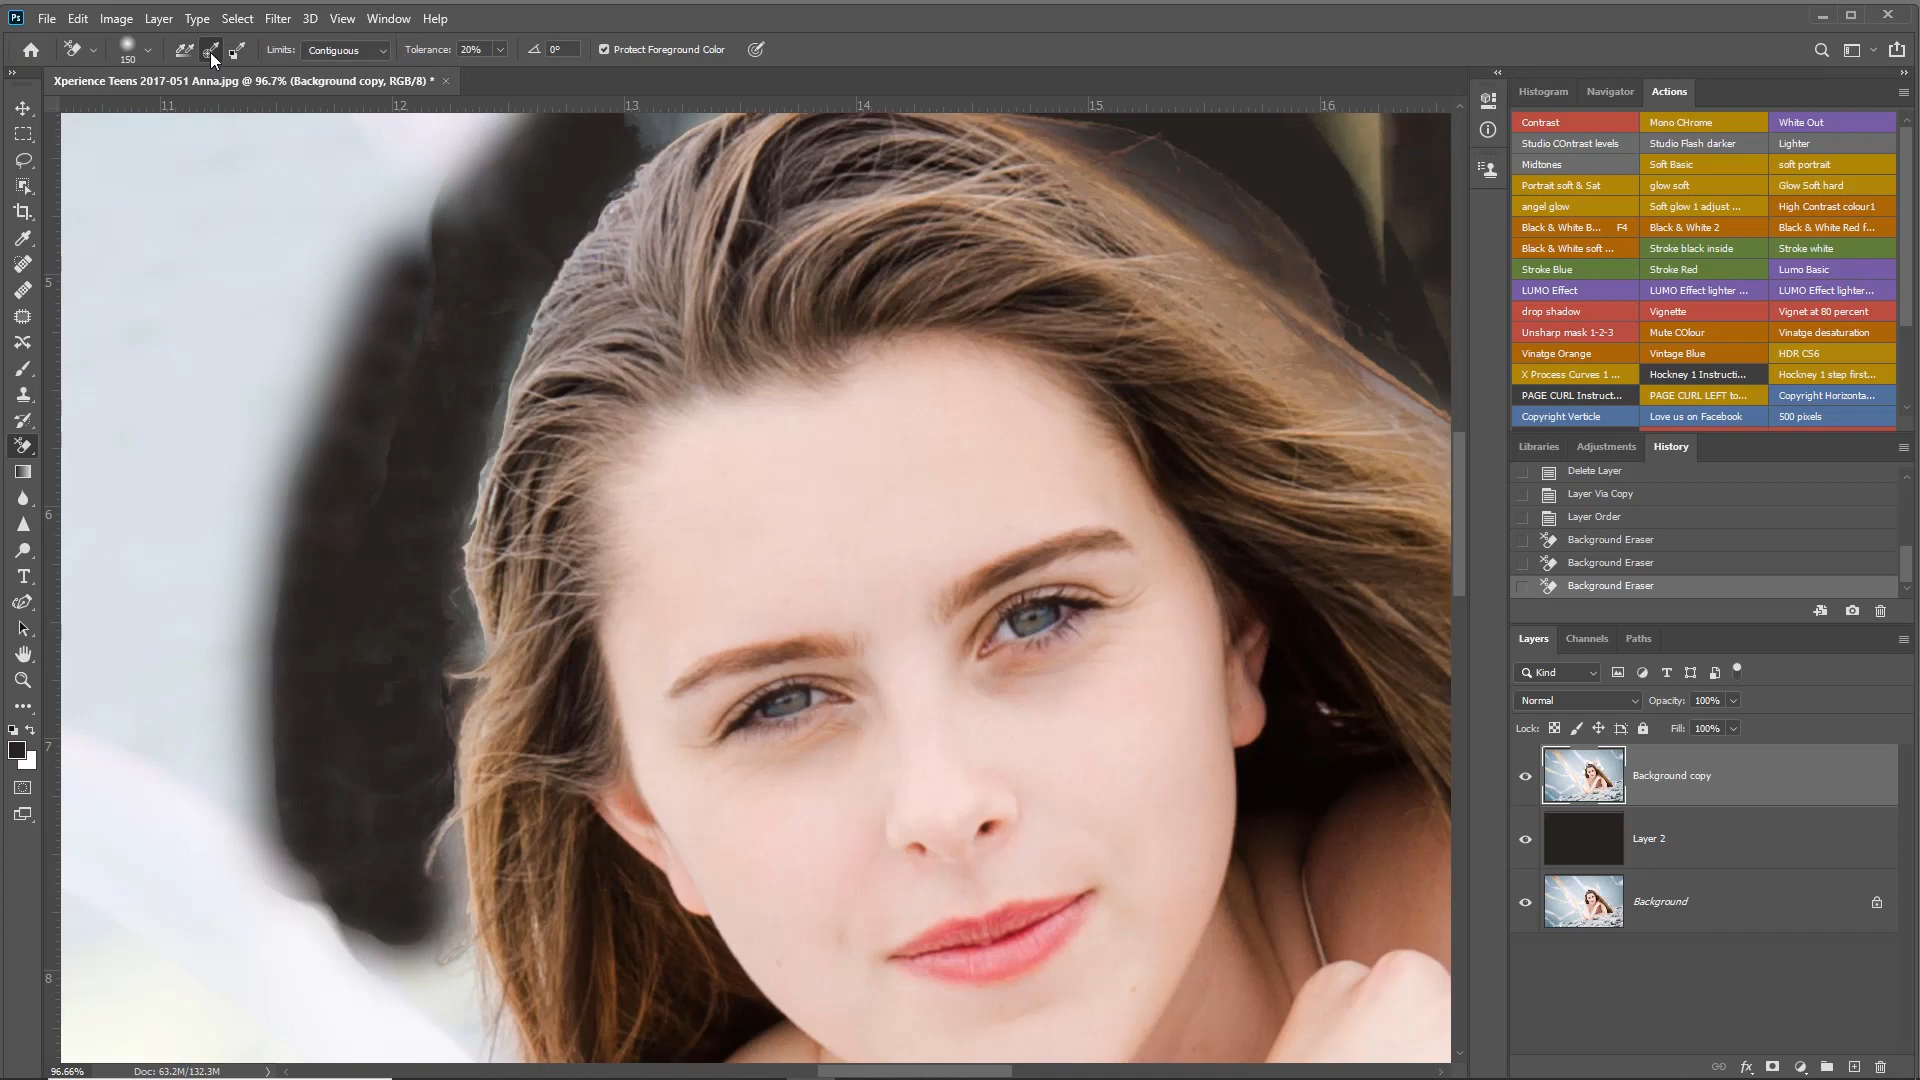 Ps File Edit Image Layer Type Select Filter 3D View Window Help
150 Limits: Contiguous Tolerance: 20% 0° Protect Foreground Color
Xperience Teens 2017-051 Anna.jpg @ 96.7% (Background copy, RGB/8) *
11 12 13 14 15 16
5
6
7
8
Histogram Navigator Actions
Contrast Mono CHrome White Out
Studio COntrast levels Studio Flash darker Lighter
Midtones Soft Basic soft portrait
Portrait soft & Sat glow soft Glow Soft hard
angel glow Soft glow 1 adjust ... High Contrast colour1
Black & White B... F4 Black & White 2 Black & White Red f...
Black & White soft ... Stroke black inside Stroke white
Stroke Blue Stroke Red Lumo Basic
LUMO Effect LUMO Effect lighter ... LUMO Effect lighter...
drop shadow Vignette Vignet at 80 percent
Unsharp mask 1-2-3 Mute COlour Vinatge desaturation
Vinatge Orange Vintage Blue HDR CS6
X Process Curves 1 ... Hockney 1 Instructi... Hockney 1 step first...
PAGE CURL Instruct... PAGE CURL LEFT to... Copyright Horizonta...
Copyright Verticle Love us on Facebook 500 pixels
Libraries Adjustments History
Delete Layer
Layer Via Copy
Layer Order
Background Eraser
Background Eraser
Background Eraser
Layers Channels Paths
Kind
Normal Opacity: 100%
Lock: Fill: 100%
Background copy
Layer 2
Background
96.66% Doc: 63.2M/132.3M